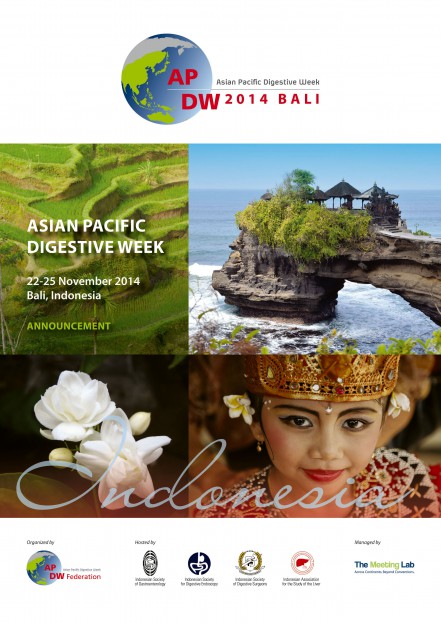 AP
DW
Asian Pacific Digestive Week
2014 BALI
ASIAN PACIFIC
DIGESTIVE WEEK
22-25 November 2014
Bali, Indonesia
ANNOUNCEMENT
Indonesia
Organized by
AP
DW
Asian Pacific Digestive Week
Federation
Hosted by
Indonesian Society
of Gastroenterology
Indonesian Society
for Digestive Endoscopy
Indonesian Society
of Digestive Surgeons
Indonesian Association
for the Study of the Liver
Managed by
The Meeting Lab
Across Continents Beyond Conventions.